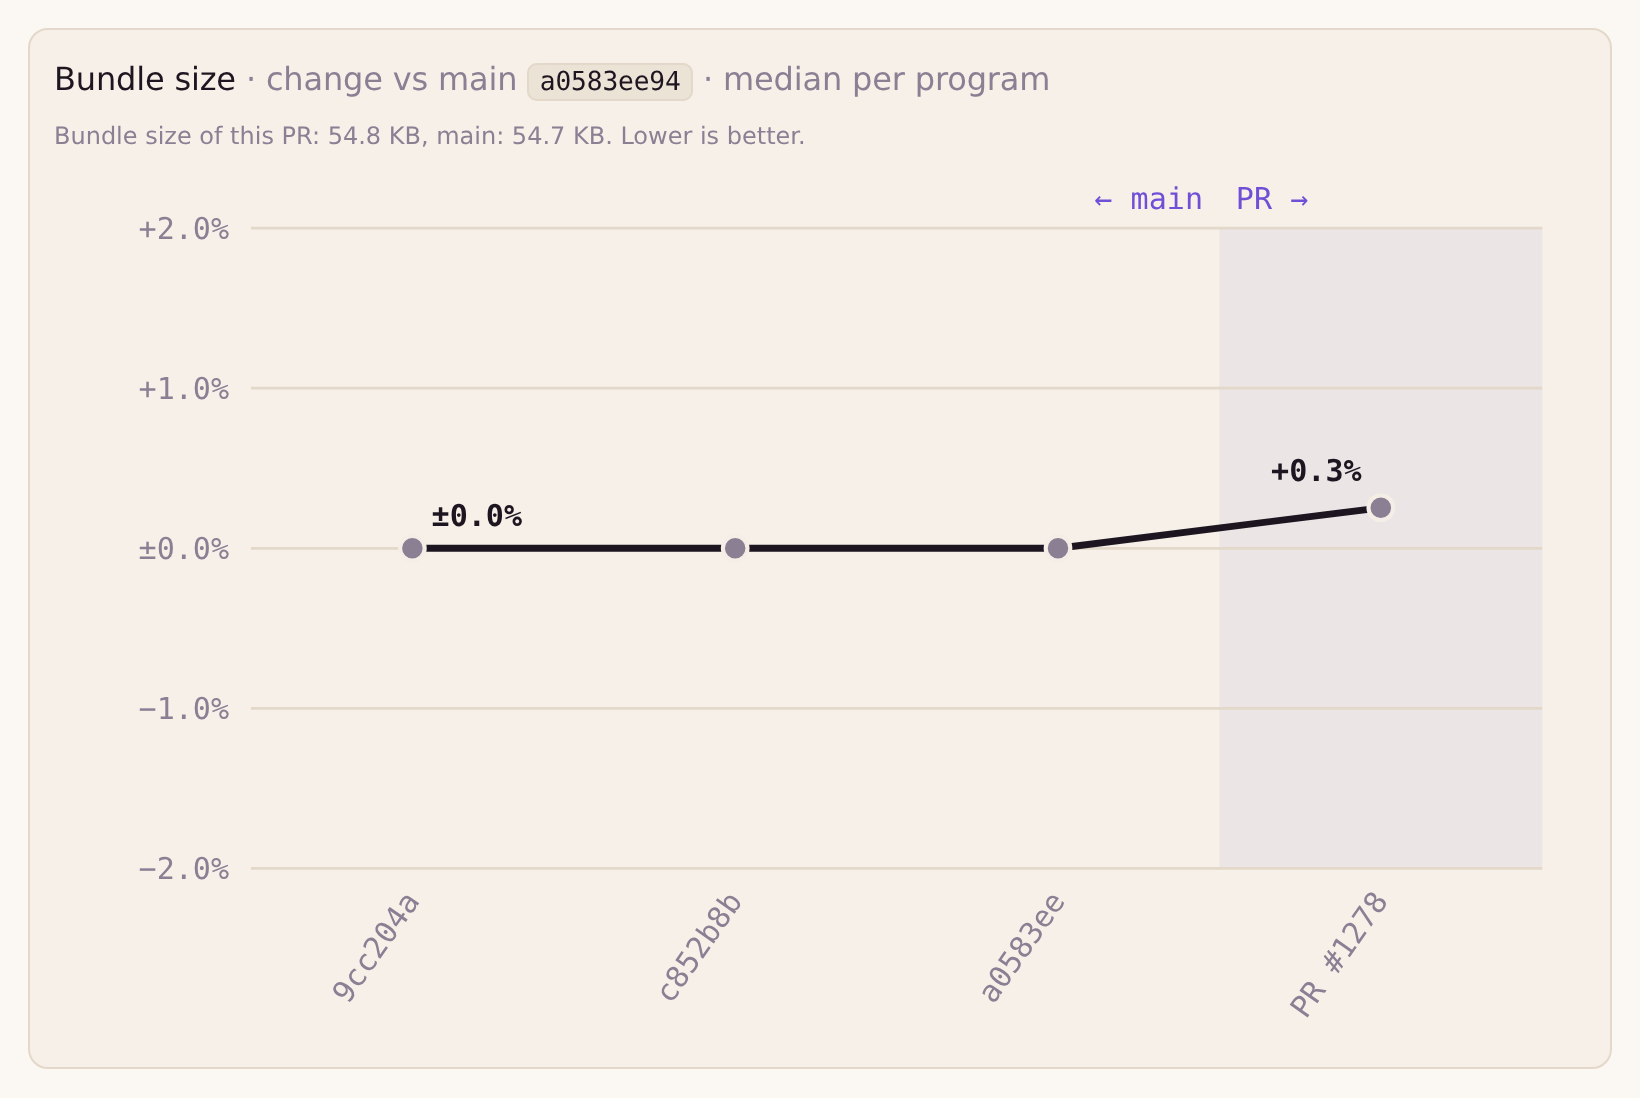 Bundle size · change vs main a0583ee94 · median per program
Bundle size of this PR: 54.8 KB, main: 54.7 KB. Lower is better.
← main PR →
+2.0%
+1.0%
+0.3%
±0.0%
±0.0%
−1.0%
−2.0%
9cc204a
c852b8b
a0583ee
PR #1278